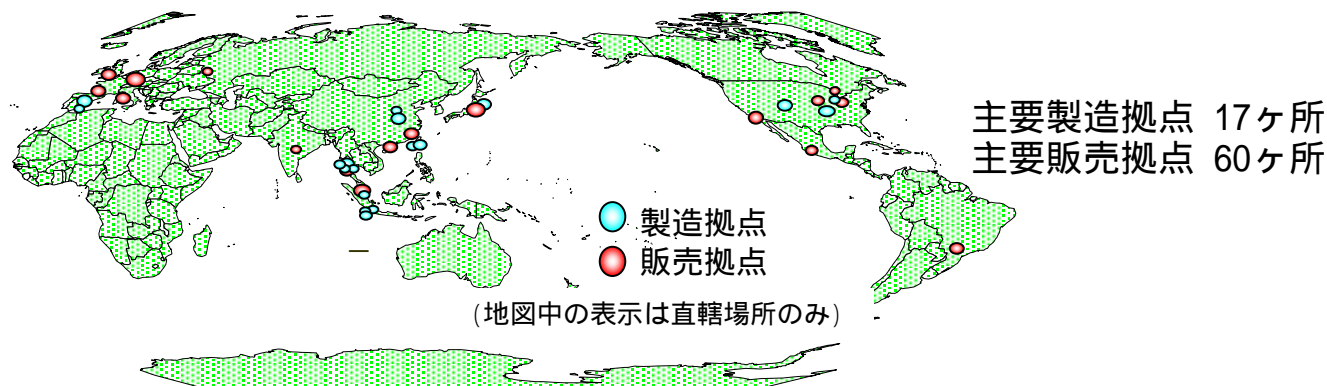 主要製造拠点 17ヶ所
主要販売拠点 60ヶ所
製造拠点
販売拠点
(地図中の表示は直轄場所のみ)